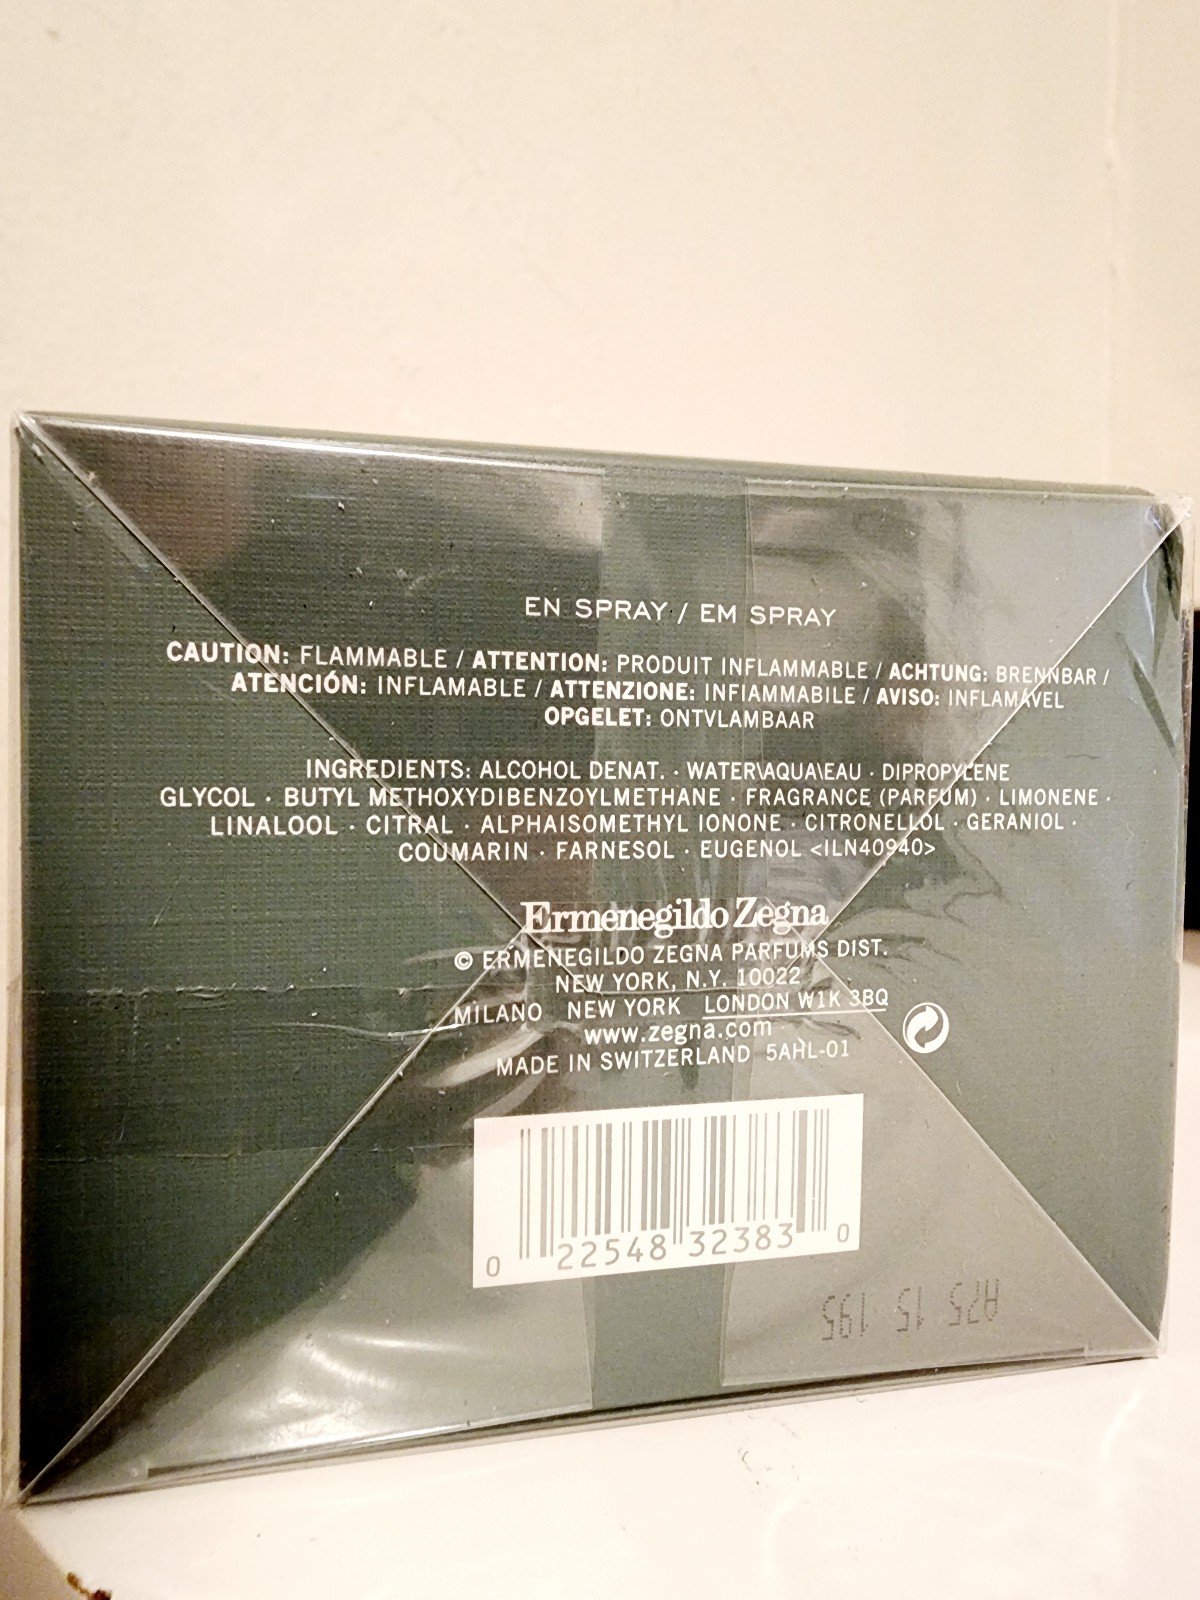 EN SPRAY / EM SPRAY
CAUTION: FLAMMABLE / ATTENTION: PRODUIT INFLAMMABLE / ACHTUNG: BRENNBAR /
ATENCIÓN: INFLAMABLE / ATTENZIONE: INFIAMMABILE / AVISO: INFLAMÁVEL
OPGELET: ONTVLAMBAAR
INGREDIENTS: ALCOHOL DENAT. · WATER\AQUA\EAU · DIPROPYLENE
GLYCOL · BUTYL METHOXYDIBENZOYLMETHANE · FRAGRANCE (PARFUM) · LIMONENE ·
LINALOOL · CITRAL · ALPHAISOMETHYL IONONE · CITRONELLOL · GERANIOL ·
COUMARIN · FARNESOL · EUGENOL <ILN40940>
Ermenegildo Zegna
© ERMENEGILDO ZEGNA PARFUMS DIST.
NEW YORK, N.Y. 10022
MILANO NEW YORK LONDON W1K 3BQ
www.zegna.com
MADE IN SWITZERLAND 5AHL-01
0 22548 32383 0
A75 15 195